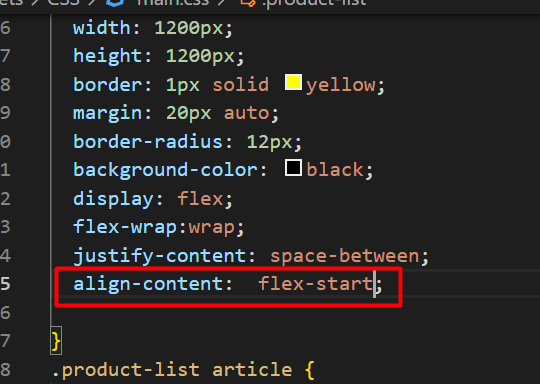 ets > CSS > main.css > .product-list
6 width: 1200px;
7 height: 1200px;
8 border: 1px solid yellow;
9 margin: 20px auto;
0 border-radius: 12px;
1 background-color: black;
2 display: flex;
3 flex-wrap:wrap;
4 justify-content: space-between;
5 align-content:  flex-start;
6
7 }
8 .product-list article {